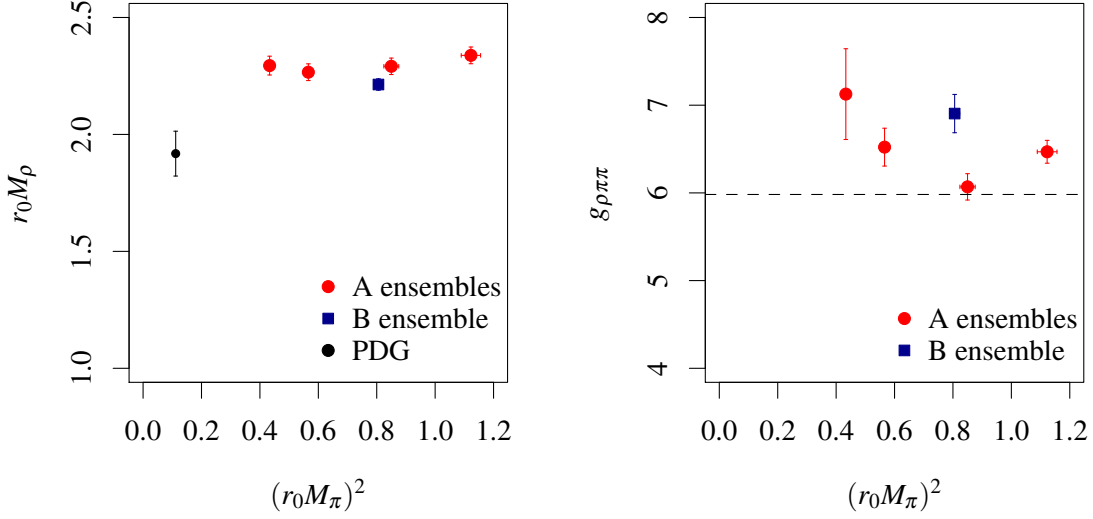 2.5
2.0
1.5
1.0
r₀Mρ
A ensembles
B ensemble
PDG
0.0 0.2 0.4 0.6 0.8 1.0 1.2
(r₀Mπ)²
8
7
6
5
4
gρππ
A ensembles
B ensemble
0.0 0.2 0.4 0.6 0.8 1.0 1.2
(r₀Mπ)²